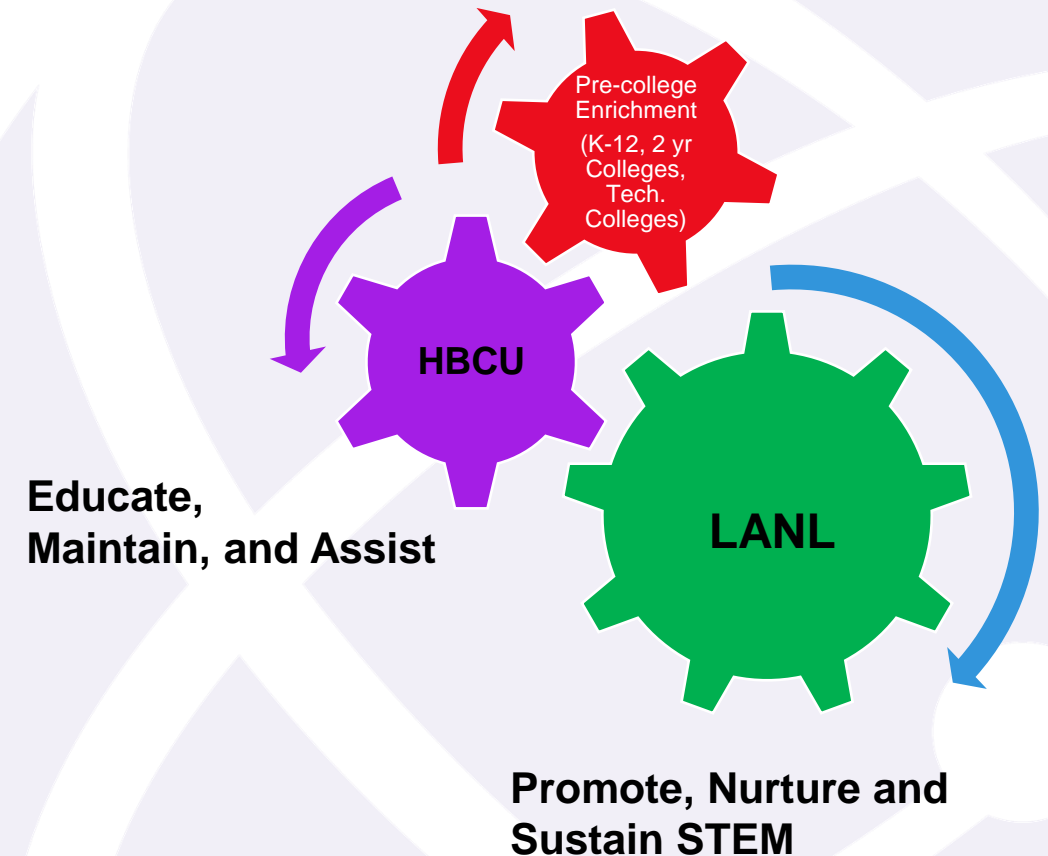 Pre-college
Enrichment
(K-12, 2 yr
Colleges,
Tech.
Colleges)
HBCU
Educate,
Maintain, and Assist
LANL
Promote, Nurture and
Sustain STEM